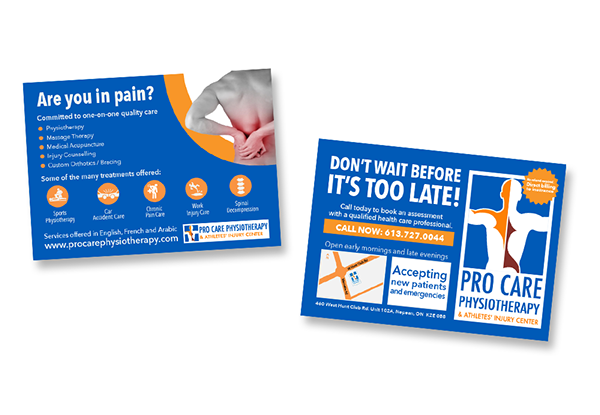 Are you in pain?
Committed to one-on-one quality care
Physiotherapy
Massage Therapy
Medical Acupuncture
Injury Counselling
Custom Orthotics / Bracing
Some of the many treatments offered:
Sports
Physiotherapy
Car
Accident Care
Chronic
Pain Care
Work
Injury Care
Spinal
Decompression
Services offered in English, French and Arabic
www.procarephysiotherapy.com
PRO CARE PHYSIOTHERAPY
& ATHLETES' INJURY CENTER
DON'T WAIT BEFORE
IT'S TOO LATE!
Call today to book an assessment
with a qualified health care professional.
CALL NOW: 613.727.0044
Open early mornings and late evenings
Accepting
new patients
and emergencies
460 West Hunt Club Rd. Unit 102A, Nepean, ON K2E 0B8
Direct billing
PRO CARE
PHYSIOTHERAPY
& ATHLETES' INJURY CENTER